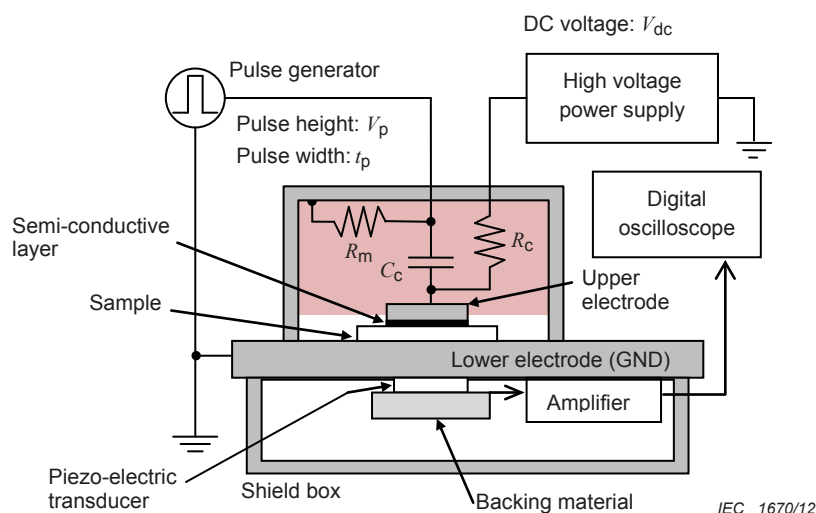 DC voltage: Vdc
Pulse generator
High voltage
power supply
Pulse height: Vp
Pulse width: tp
Digital
oscilloscope
Semi-conductive
layer
Rm
Cc
Rc
Upper
electrode
Sample
Lower electrode (GND)
Amplifier
Piezo-electric
transducer
Shield box
Backing material
IEC 1670/12